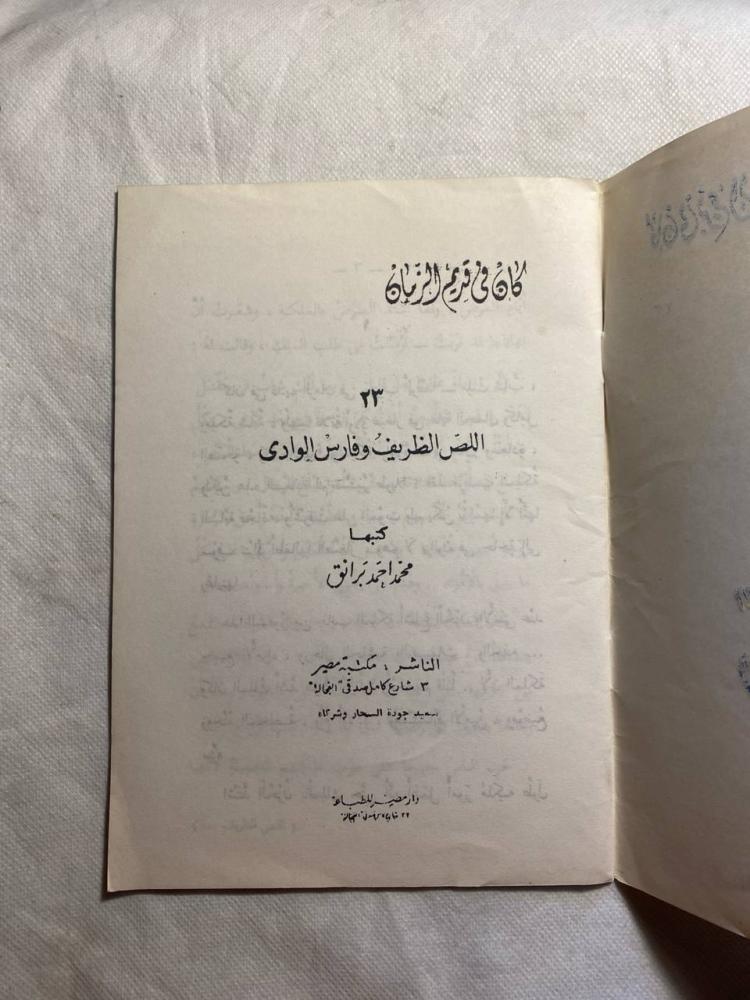 كان في قديم الزمان
٢٣
اللص الظريف وفارس الوادى
كتبها
محمد احمد برانق
الناشر : مكتبة مصر
٣ شارع كامل صدقى "الفجالة"
سعيد جودة السحار وشركاه
دار مصر للطباعة